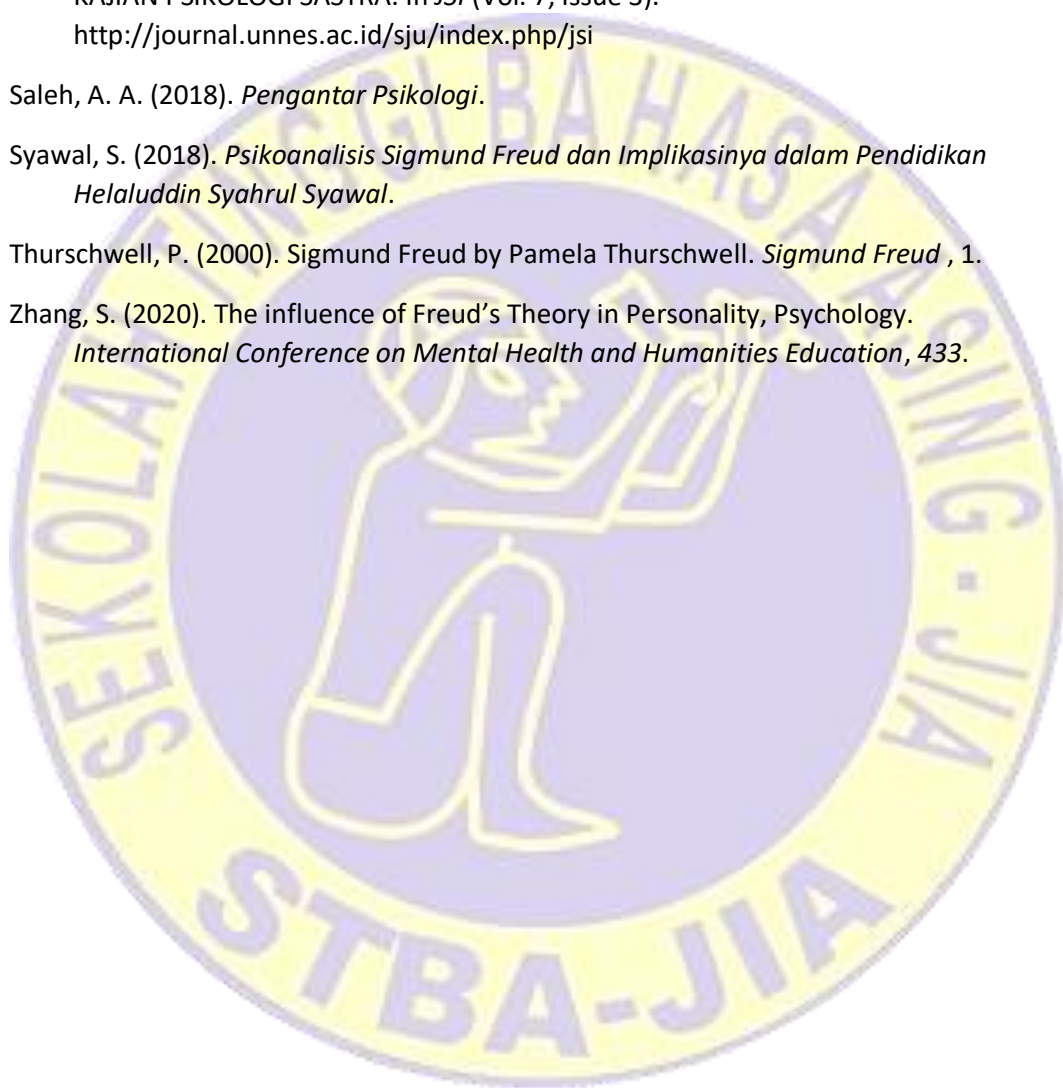 KAJIAN PSIKOLOGI SASTRA. In JSI (Vol. 7, Issue 3).
http://journal.unnes.ac.id/sju/index.php/jsi
Saleh, A. A. (2018). Pengantar Psikologi.
Syawal, S. (2018). Psikoanalisis Sigmund Freud dan Implikasinya dalam Pendidikan
Helaluddin Syahrul Syawal.
Thurschwell, P. (2000). Sigmund Freud by Pamela Thurschwell. Sigmund Freud , 1.
Zhang, S. (2020). The influence of Freud’s Theory in Personality, Psychology.
International Conference on Mental Health and Humanities Education, 433.
SEKOLAH TINGGI BAHASA ASING - JIA
STBA-JIA